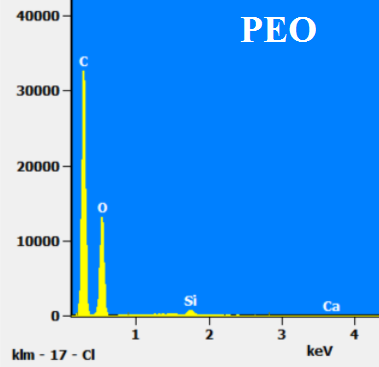 PEO
40000
30000
20000
10000
0
C
O
Si
Ca
1 2 3 4
keV
klm - 17 - Cl